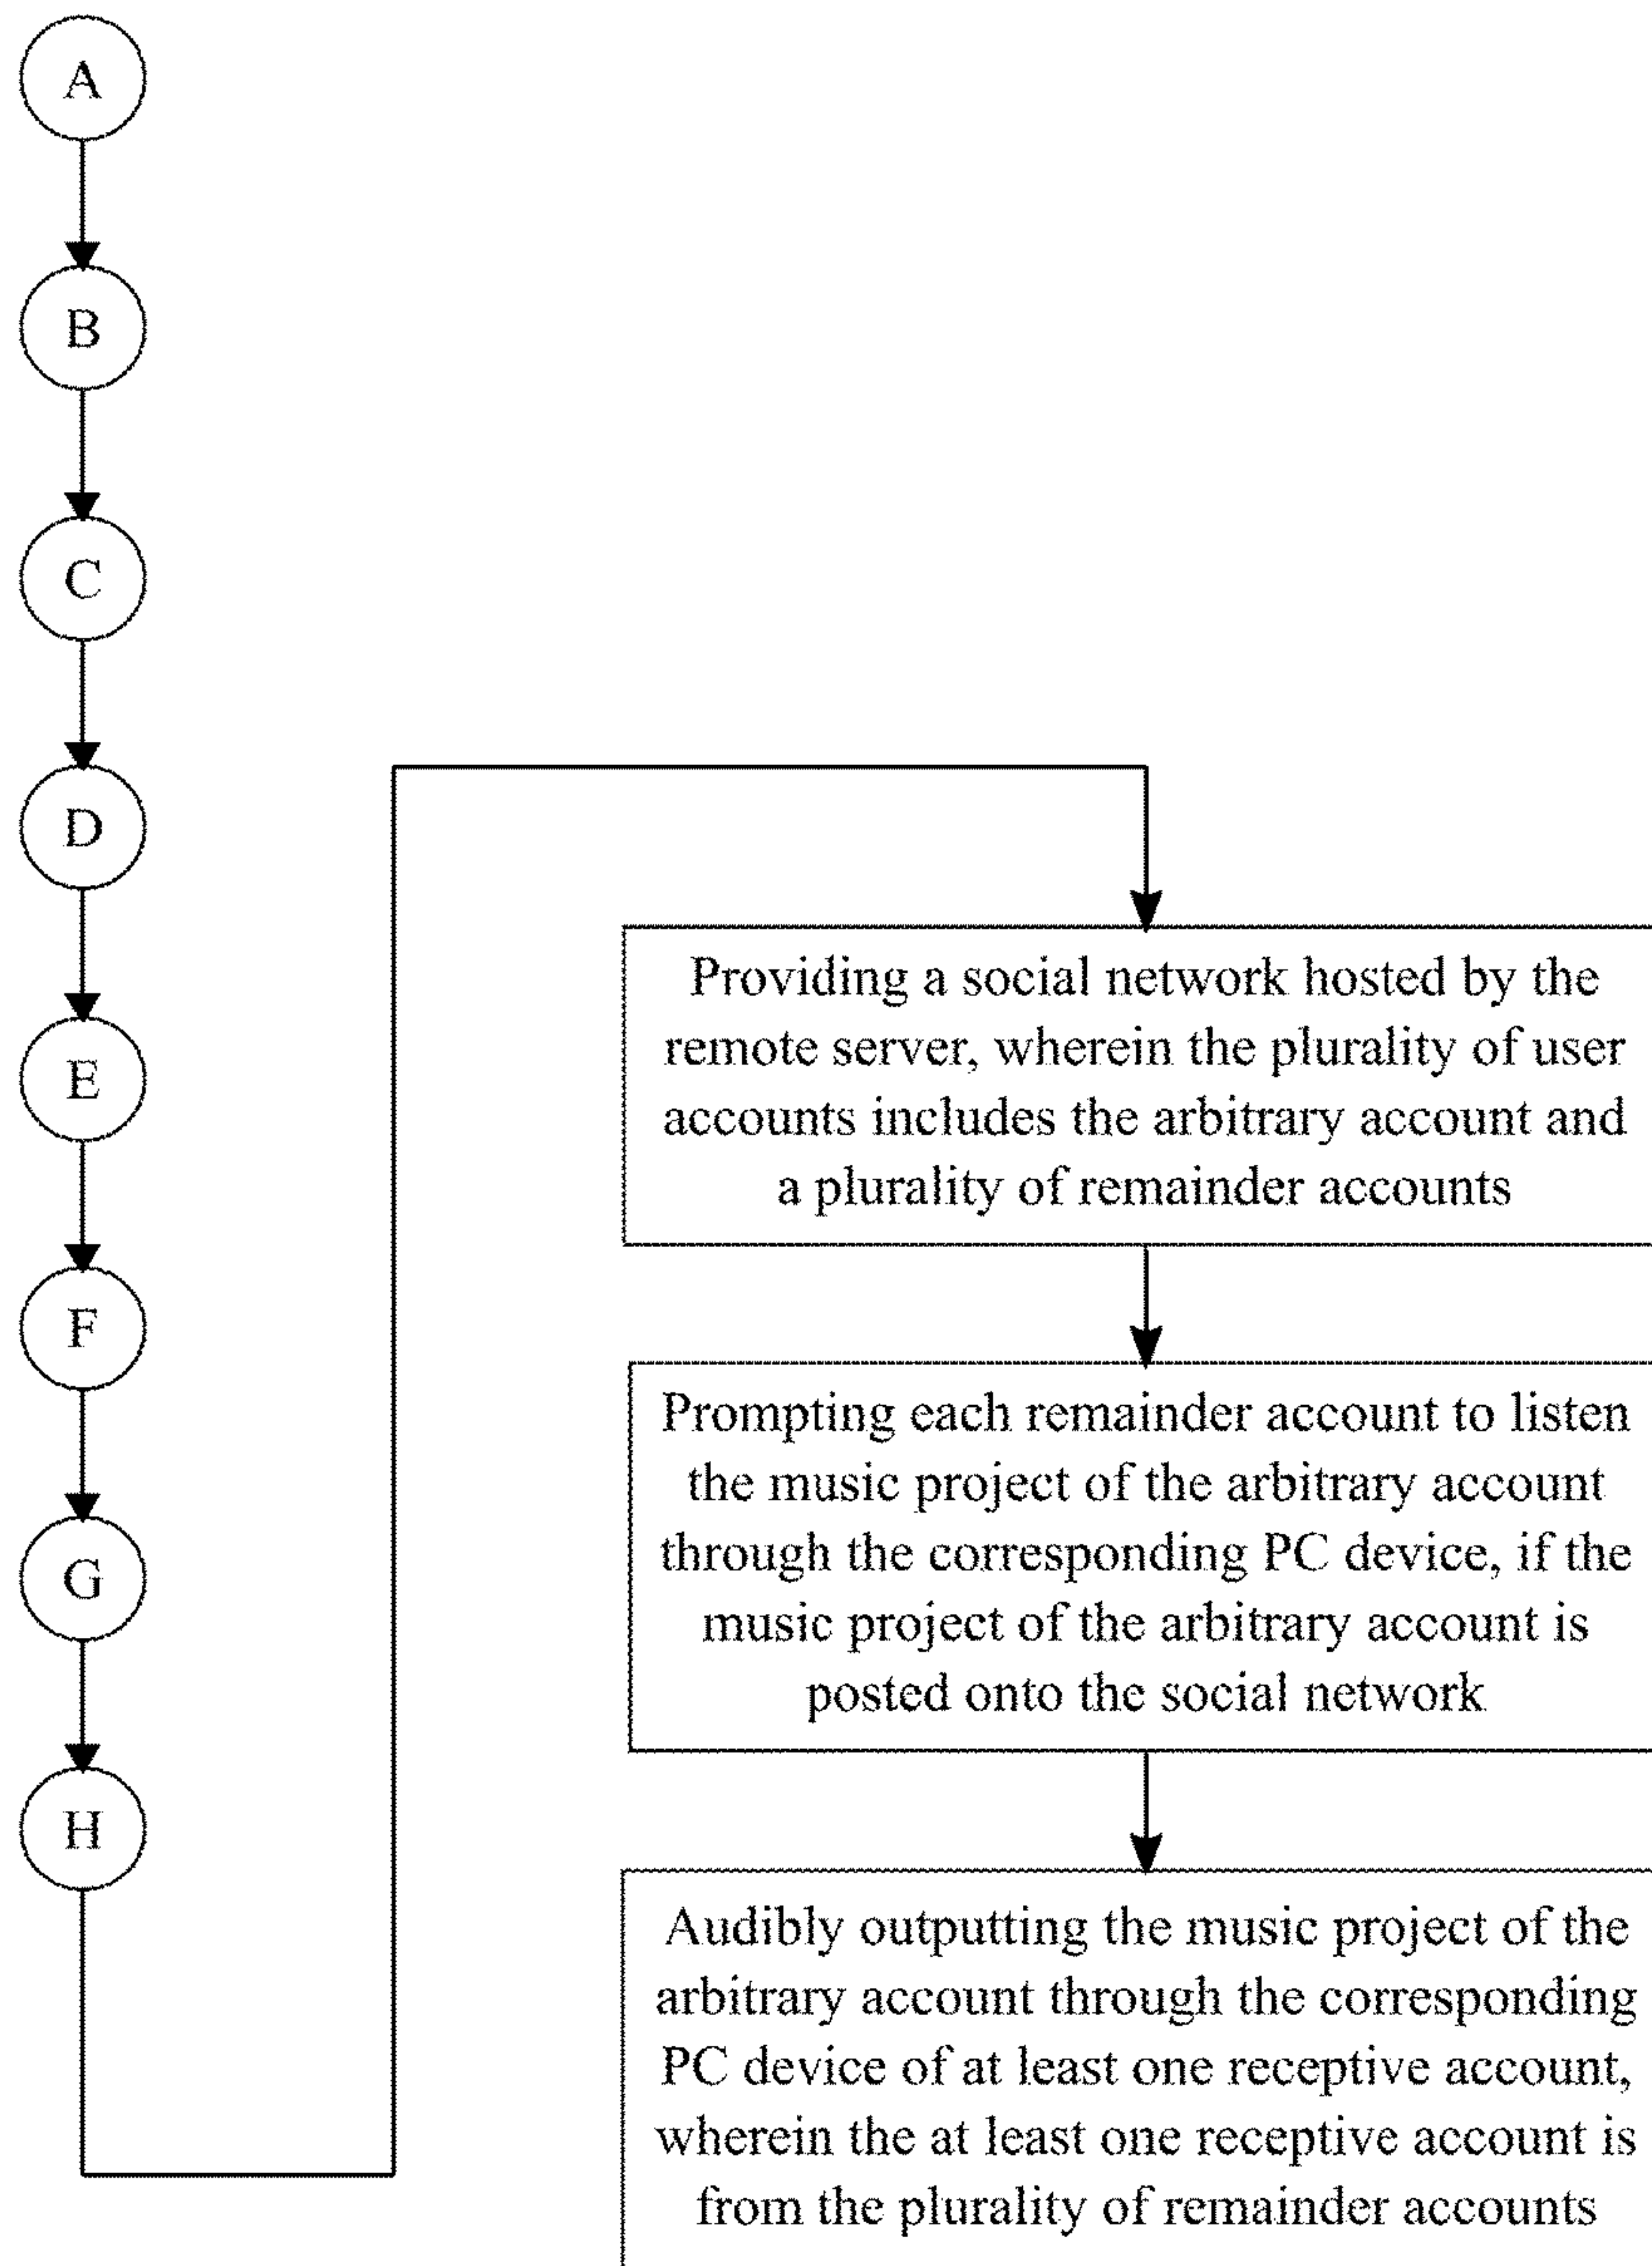 A
B
C
D
E
F
G
H
Providing a social network hosted by the
remote server, wherein the plurality of user
accounts includes the arbitrary account and
a plurality of remainder accounts
Prompting each remainder account to listen
the music project of the arbitrary account
through the corresponding PC device, if the
music project of the arbitrary account is
posted onto the social network
Audibly outputting the music project of the
arbitrary account through the corresponding
PC device of at least one receptive account,
wherein the at least one receptive account is
from the plurality of remainder accounts